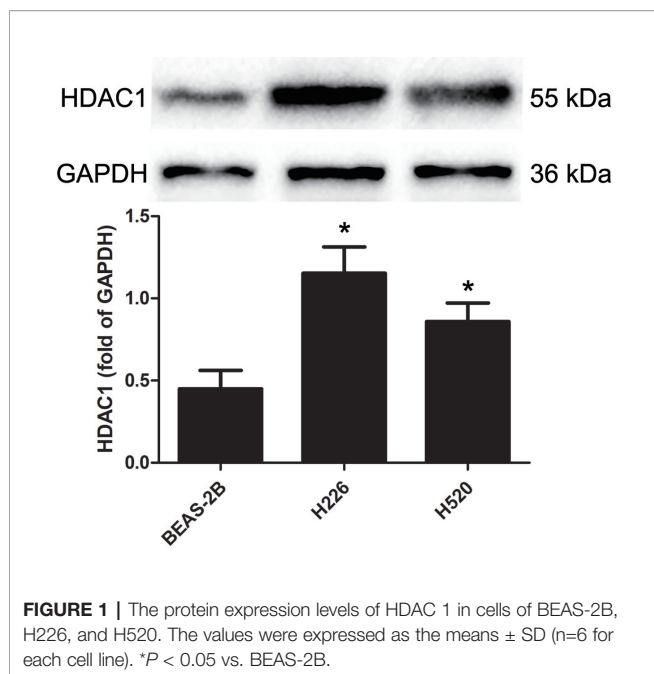 HDAC1 55 kDa
GAPDH 36 kDa
HDAC1 (fold of GAPDH)
1.5
1.0
0.5
0.0
*
*
BEAS-2B
H226
H520
FIGURE 1 | The protein expression levels of HDAC 1 in cells of BEAS-2B,
H226, and H520. The values were expressed as the means ± SD (n=6 for
each cell line). *P < 0.05 vs. BEAS-2B.